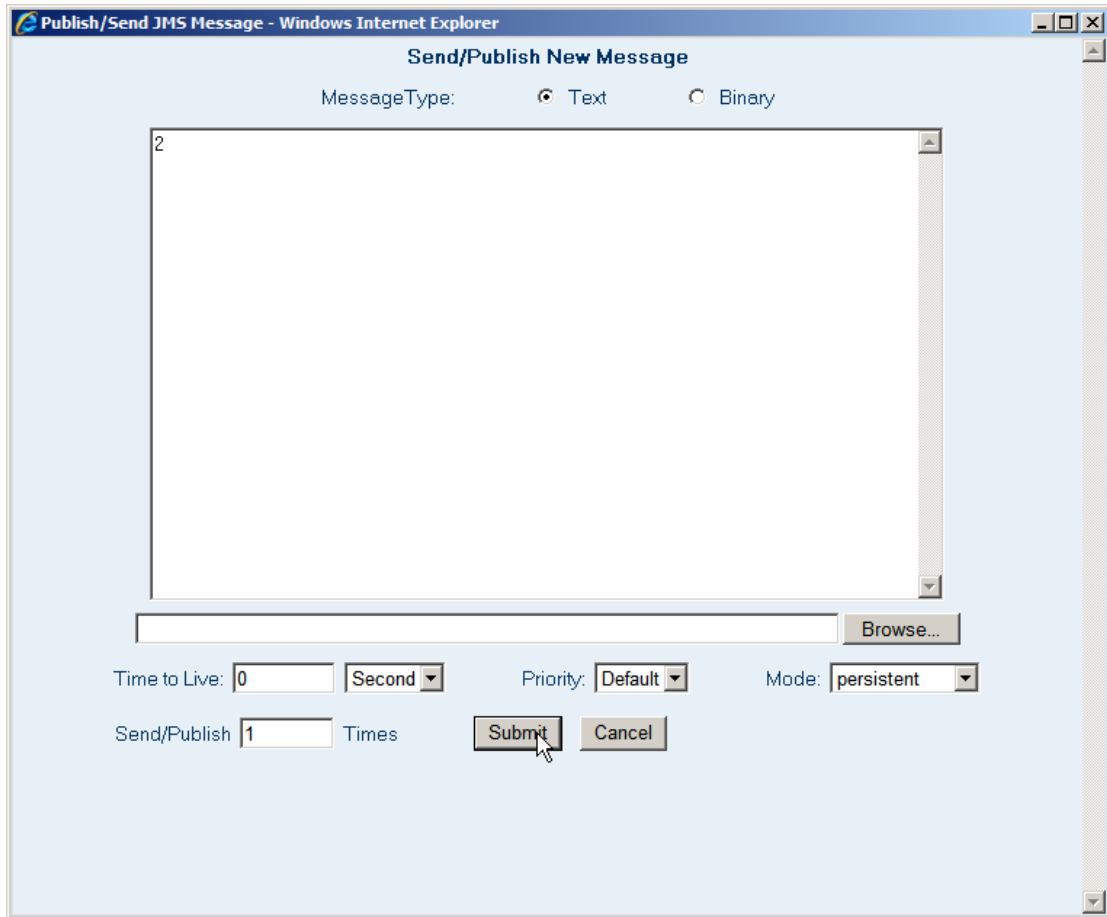 Publish/Send JMS Message - Windows Internet Explorer
Send/Publish New Message
MessageType: Text Binary
2
Browse...
Time to Live: 0 Second Priority: Default Mode: persistent
Send/Publish 1 Times Submit Cancel